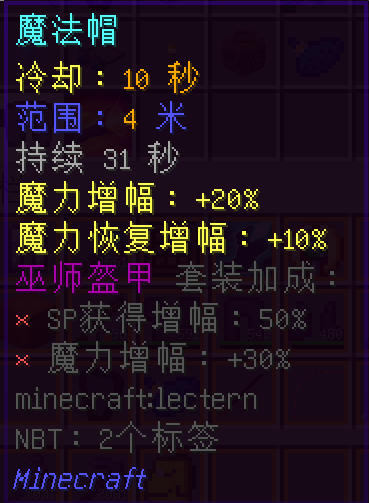 魔法帽
冷却：10 秒
范围：4 米
持续 31 秒
魔力增幅：+20%
魔力恢复增幅：+10%
巫师盔甲 套装加成：
× SP获得增幅：50%
× 魔力增幅：+30%
minecraft:lectern
NBT：2个标签
Minecraft